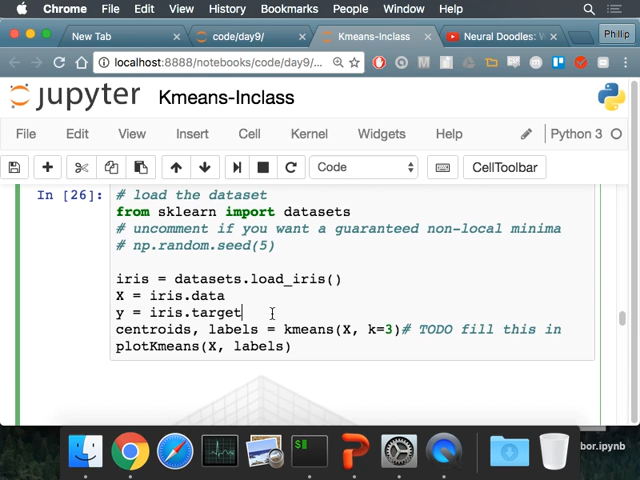 Chrome File Edit View History Bookmarks People Window Help
New Tab code/day9/ Kmeans-Inclass Neural Doodles: W Phillip
localhost:8888/notebooks/code/day9/...
jupyter Kmeans-Inclass
File Edit View Insert Cell Kernel Widgets Help Python 3
Code CellToolbar
In [26]: # load the dataset
from sklearn import datasets
# uncomment if you want a guaranteed non-local minima
# np.random.seed(5)
iris = datasets.load_iris()
X = iris.data
y = iris.target
centroids, labels = kmeans(X, k=3)# TODO fill this in
plotKmeans(X, labels)
bor.ipynb